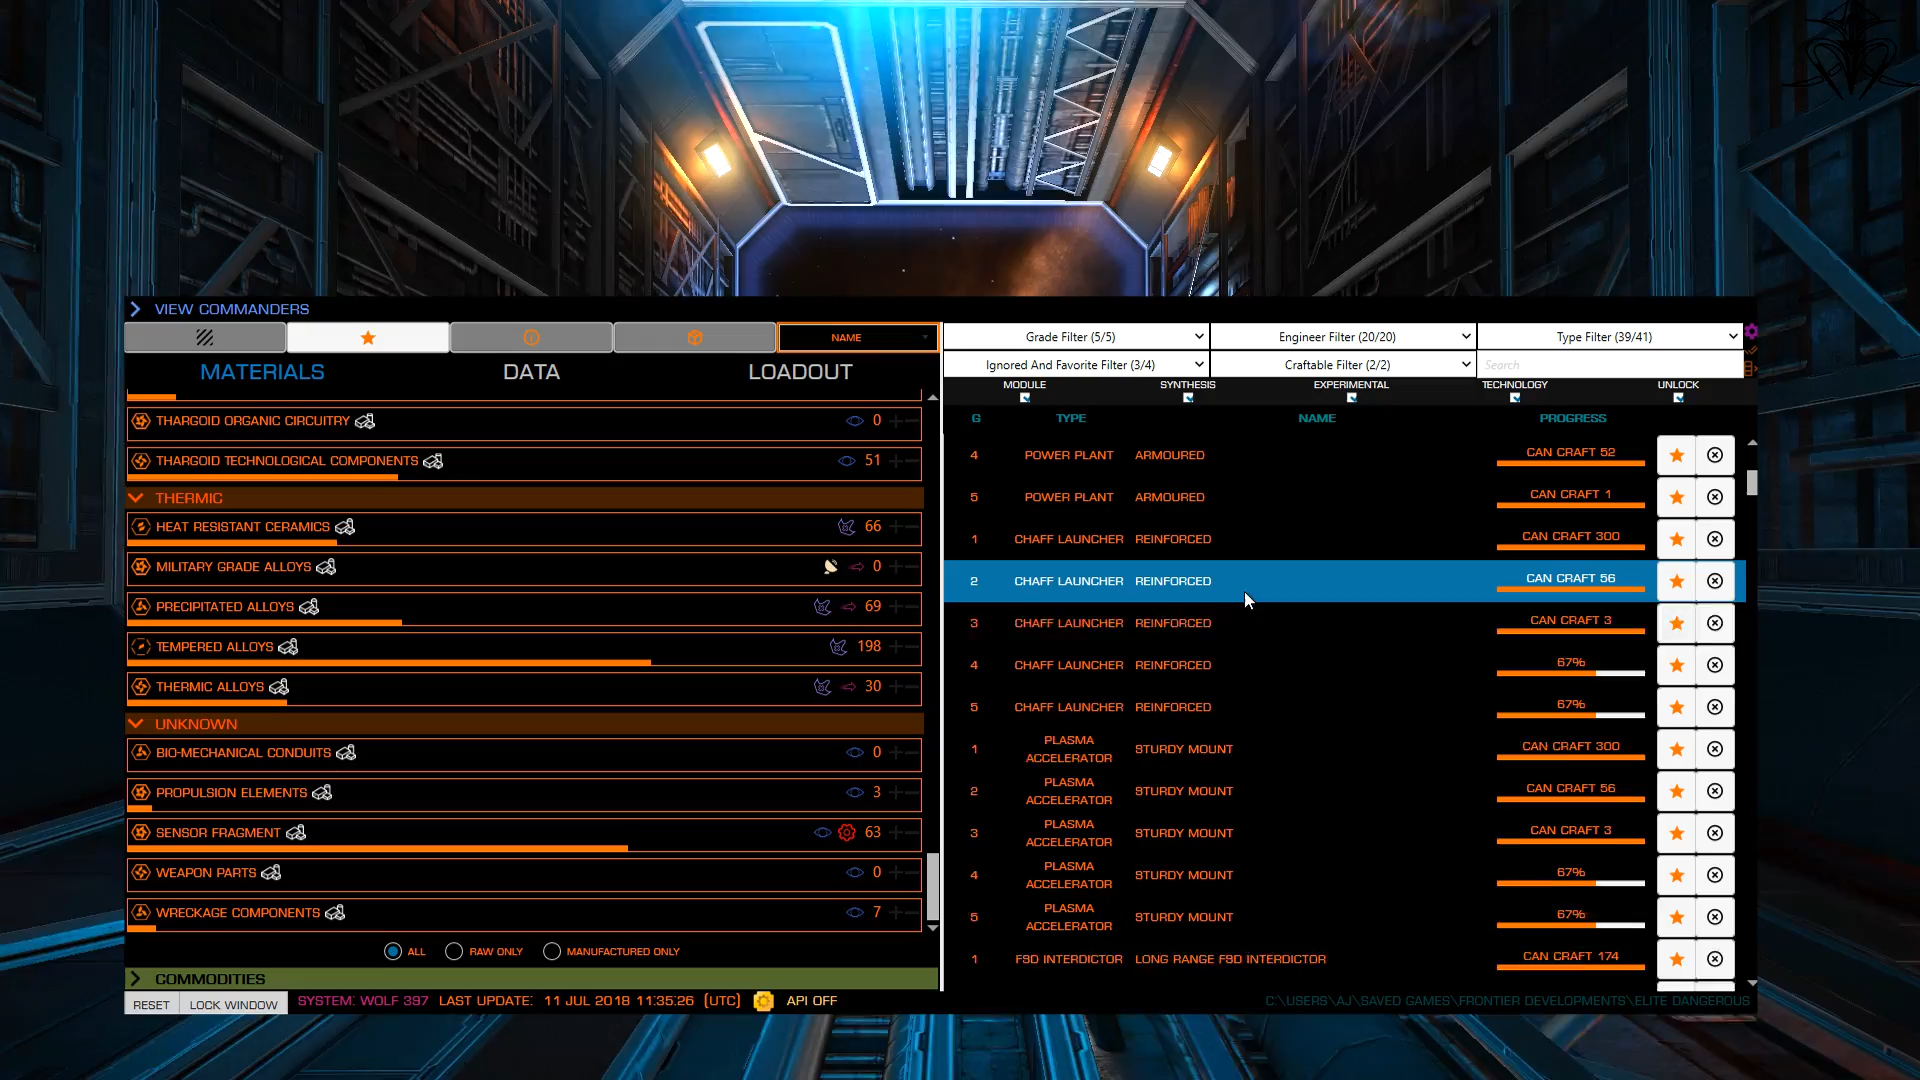 VIEW COMMANDERS
NAME
MATERIALS DATA LOADOUT
THARGOID ORGANIC CIRCUITRY 0
THARGOID TECHNOLOGICAL COMPONENTS 51
THERMIC
HEAT RESISTANT CERAMICS 66
MILITARY GRADE ALLOYS 0
PRECIPITATED ALLOYS 69
TEMPERED ALLOYS 198
THERMIC ALLOYS 30
UNKNOWN
BIO-MECHANICAL CONDUITS 0
PROPULSION ELEMENTS 3
SENSOR FRAGMENT 63
WEAPON PARTS 0
WRECKAGE COMPONENTS 7
ALL RAW ONLY MANUFACTURED ONLY
COMMODITIES
Grade Filter (5/5) Engineer Filter (20/20) Type Filter (39/41)
Ignored And Favorite Filter (3/4) Craftable Filter (2/2) Search
MODULE SYNTHESIS EXPERIMENTAL TECHNOLOGY UNLOCK
G TYPE NAME PROGRESS
4 POWER PLANT ARMOURED CAN CRAFT 52
5 POWER PLANT ARMOURED CAN CRAFT 1
1 CHAFF LAUNCHER REINFORCED CAN CRAFT 300
2 CHAFF LAUNCHER REINFORCED CAN CRAFT 56
3 CHAFF LAUNCHER REINFORCED CAN CRAFT 3
4 CHAFF LAUNCHER REINFORCED 67%
5 CHAFF LAUNCHER REINFORCED 67%
1 PLASMA ACCELERATOR STURDY MOUNT CAN CRAFT 300
2 PLASMA ACCELERATOR STURDY MOUNT CAN CRAFT 56
3 PLASMA ACCELERATOR STURDY MOUNT CAN CRAFT 3
4 PLASMA ACCELERATOR STURDY MOUNT 67%
5 PLASMA ACCELERATOR STURDY MOUNT 67%
1 FSD INTERDICTOR LONG RANGE FSD INTERDICTOR CAN CRAFT 174
RESET LOCK WINDOW SYSTEM: WOLF 397 LAST UPDATE: 11 JUL 2018 11:35:26 (UTC) API OFF C:\USERS\AJ\SAVED GAMES\FRONTIER DEVELOPMENTS\ELITE DANGEROUS